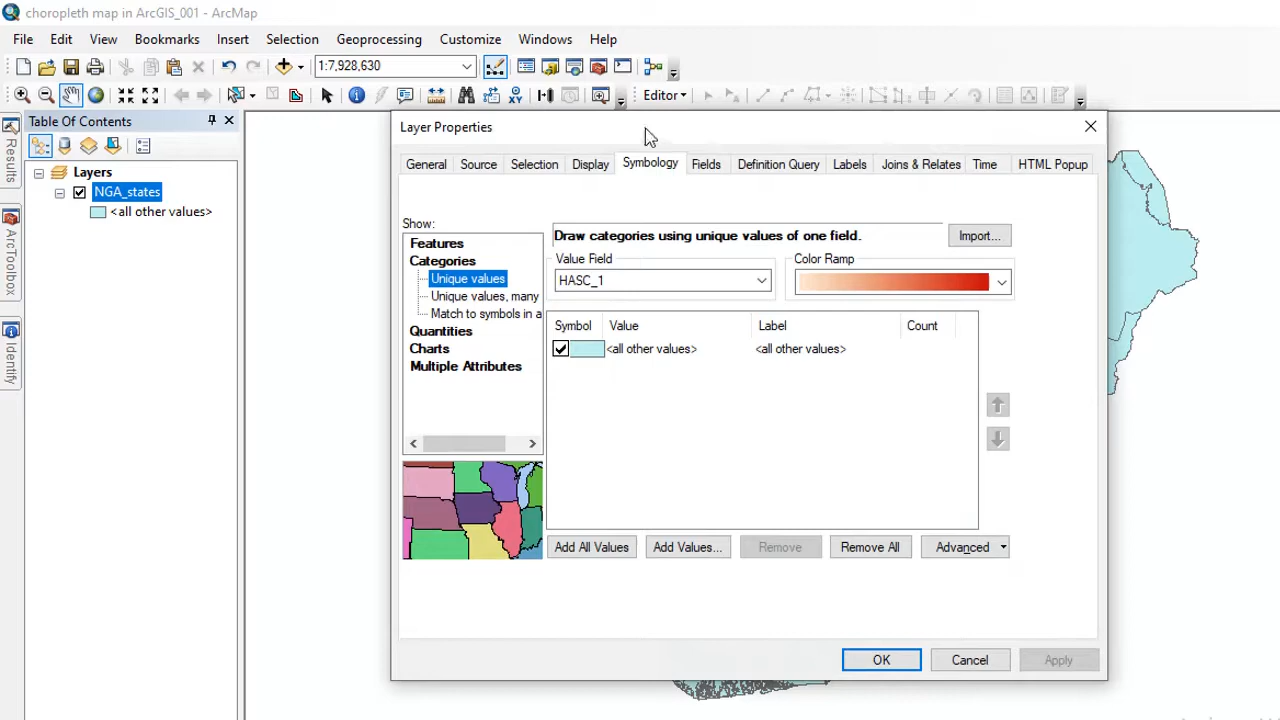 choropleth map in ArcGIS_001 - ArcMap
File Edit View Bookmarks Insert Selection Geoprocessing Customize Windows Help
1:7,928,630
Editor
Table Of Contents
Results
ArcToolbox
Identify
Layers
NGA_states
<all other values>
Layer Properties
General Source Selection Display Symbology Fields Definition Query Labels Joins & Relates Time HTML Popup
Show:
Features
Categories
Unique values
Unique values, many
Match to symbols in a
Quantities
Charts
Multiple Attributes
Draw categories using unique values of one field.
Import...
Value Field
Color Ramp
HASC_1
Symbol Value Label Count
<all other values> <all other values>
Add All Values Add Values... Remove Remove All Advanced
OK Cancel Apply